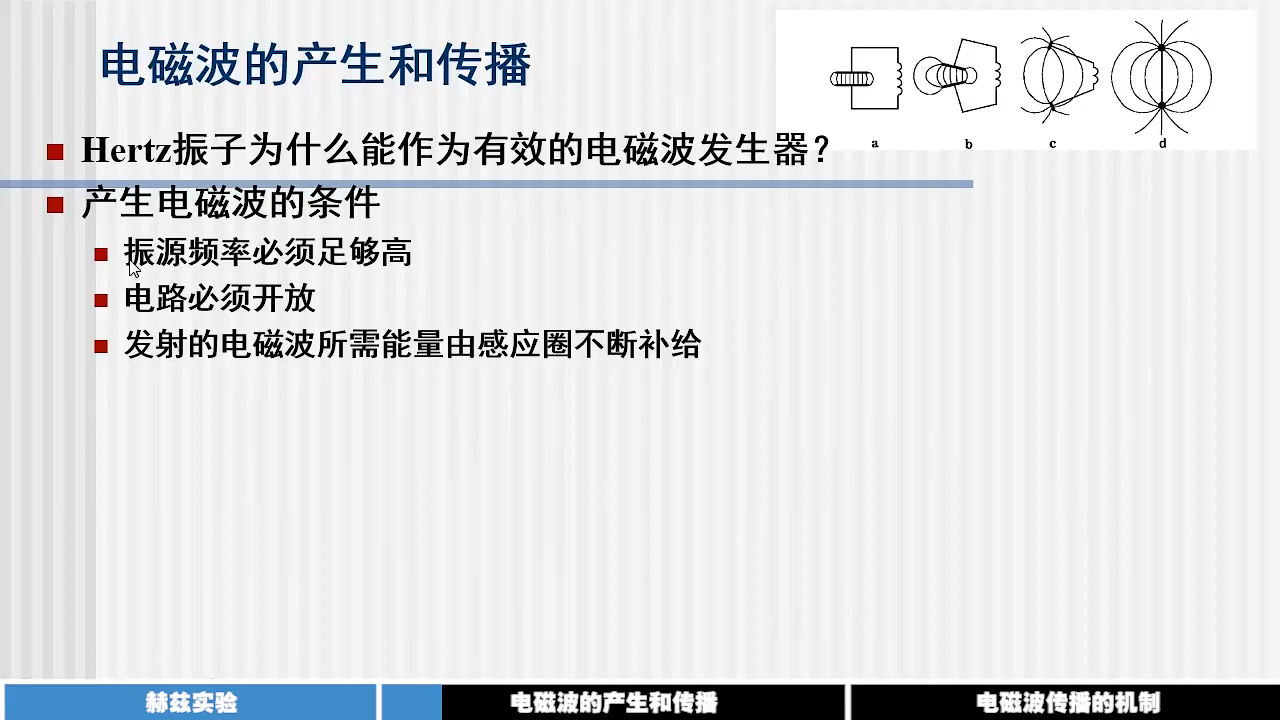 电磁波的产生和传播
a b c d
Hertz振子为什么能作为有效的电磁波发生器？
产生电磁波的条件
振源频率必须足够高
电路必须开放
发射的电磁波所需能量由感应圈不断补给
赫兹实验 电磁波的产生和传播 电磁波传播的机制